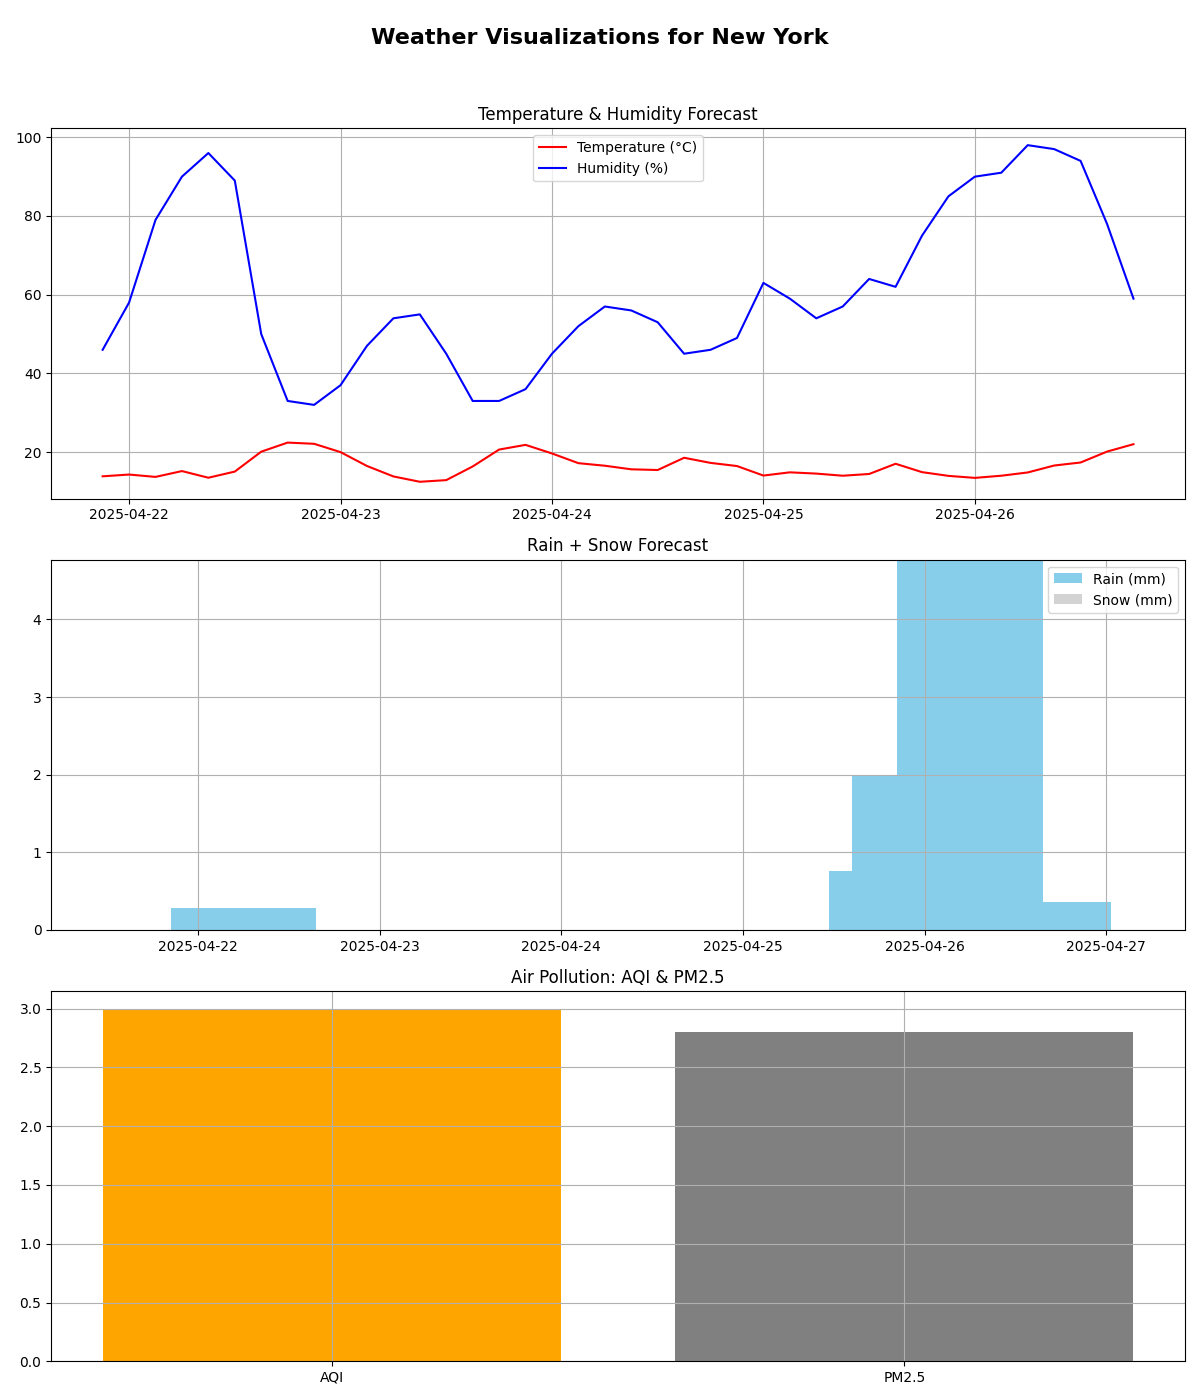 Weather Visualizations for New York
Temperature & Humidity Forecast
Temperature (°C)
Humidity (%)
100
80
60
40
20
2025-04-22 2025-04-23 2025-04-24 2025-04-25 2025-04-26
Rain + Snow Forecast
Rain (mm)
Snow (mm)
4
3
2
1
0
2025-04-22 2025-04-23 2025-04-24 2025-04-25 2025-04-26 2025-04-27
Air Pollution: AQI & PM2.5
3.0
2.5
2.0
1.5
1.0
0.5
0.0
AQI PM2.5